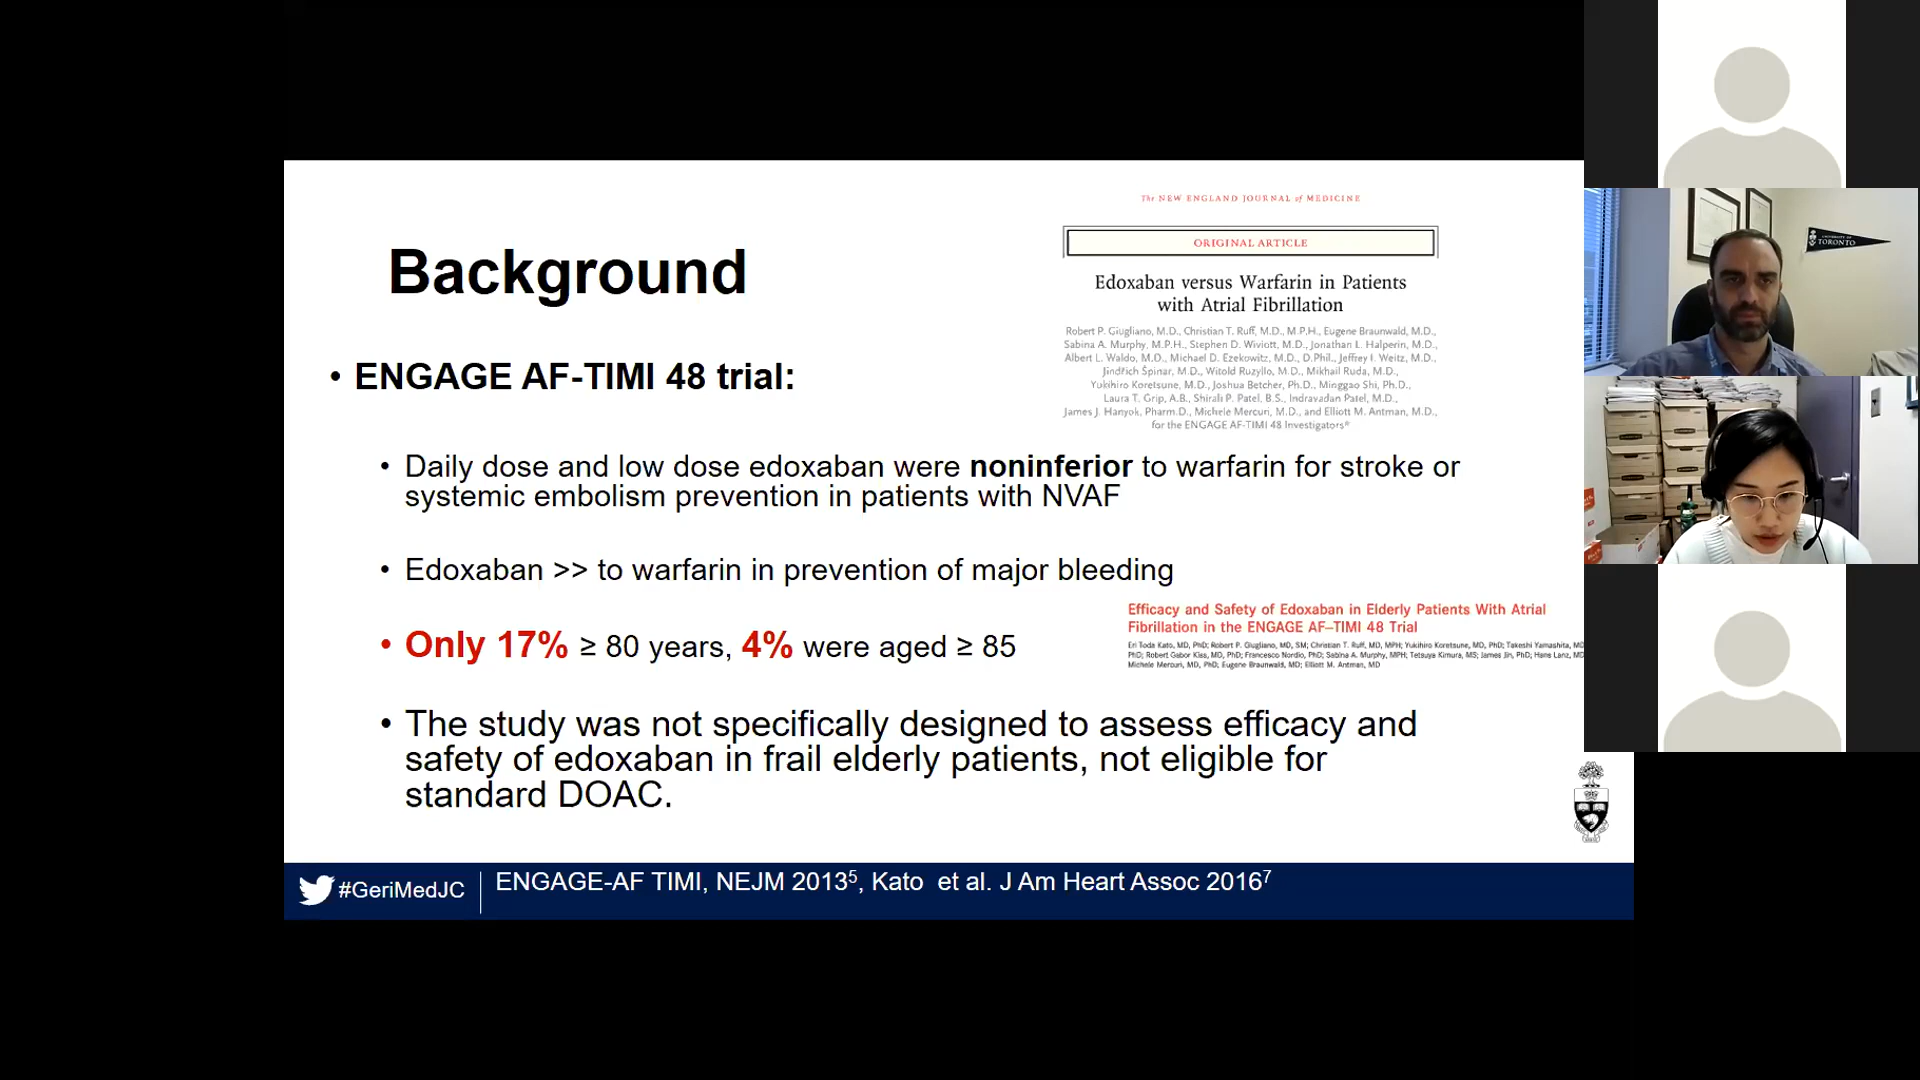 The NEW ENGLAND JOURNAL of MEDICINE
ORIGINAL ARTICLE
Edoxaban versus Warfarin in Patients
with Atrial Fibrillation
Robert P. Giugliano, M.D., Christian T. Ruff, M.D., M.P.H., Eugene Braunwald, M.D.,
Sabina A. Murphy, M.P.H., Stephen D. Wiviott, M.D., Jonathan L. Halperin, M.D.,
Albert L. Waldo, M.D., Michael D. Ezekowitz, M.D., D.Phil., Jeffrey I. Weitz, M.D.,
Jindřich Špinar, M.D., Witold Ruzyllo, M.D., Mikhail Ruda, M.D.,
Yukihiro Koretsune, M.D., Joshua Betcher, Ph.D., Minggao Shi, Ph.D.,
Laura T. Grip, A.B., Shirali P. Patel, B.S., Indravadan Patel, M.D.,
James J. Hanyok, Pharm.D., Michele Mercuri, M.D., and Elliott M. Antman, M.D.,
for the ENGAGE AF-TIMI 48 Investigators*
Background
• ENGAGE AF-TIMI 48 trial:
• Daily dose and low dose edoxaban were noninferior to warfarin for stroke or
systemic embolism prevention in patients with NVAF
• Edoxaban >> to warfarin in prevention of major bleeding
• Only 17% ≥ 80 years, 4% were aged ≥ 85
Efficacy and Safety of Edoxaban in Elderly Patients With Atrial
Fibrillation in the ENGAGE AF–TIMI 48 Trial
Eri Toda Kato, MD, PhD; Robert P. Giugliano, MD, SM; Christian T. Ruff, MD, MPH; Yukihiro Koretsune, MD, PhD; Takeshi Yamashita, MD
PhD; Robert Gabor Kiss, MD, PhD; Francesco Nordio, PhD; Sabina A. Murphy, MPH; Tetsuya Kimura, MS; James Jin, PhD; Hans Lanz, MD
Michele Mercuri, MD, PhD; Eugene Braunwald, MD; Elliott M. Antman, MD
• The study was not specifically designed to assess efficacy and
safety of edoxaban in frail elderly patients, not eligible for
standard DOAC.
#GeriMedJC
ENGAGE-AF TIMI, NEJM 2013⁵, Kato et al. J Am Heart Assoc 2016⁷
UNIVERSITY OF
TORONTO